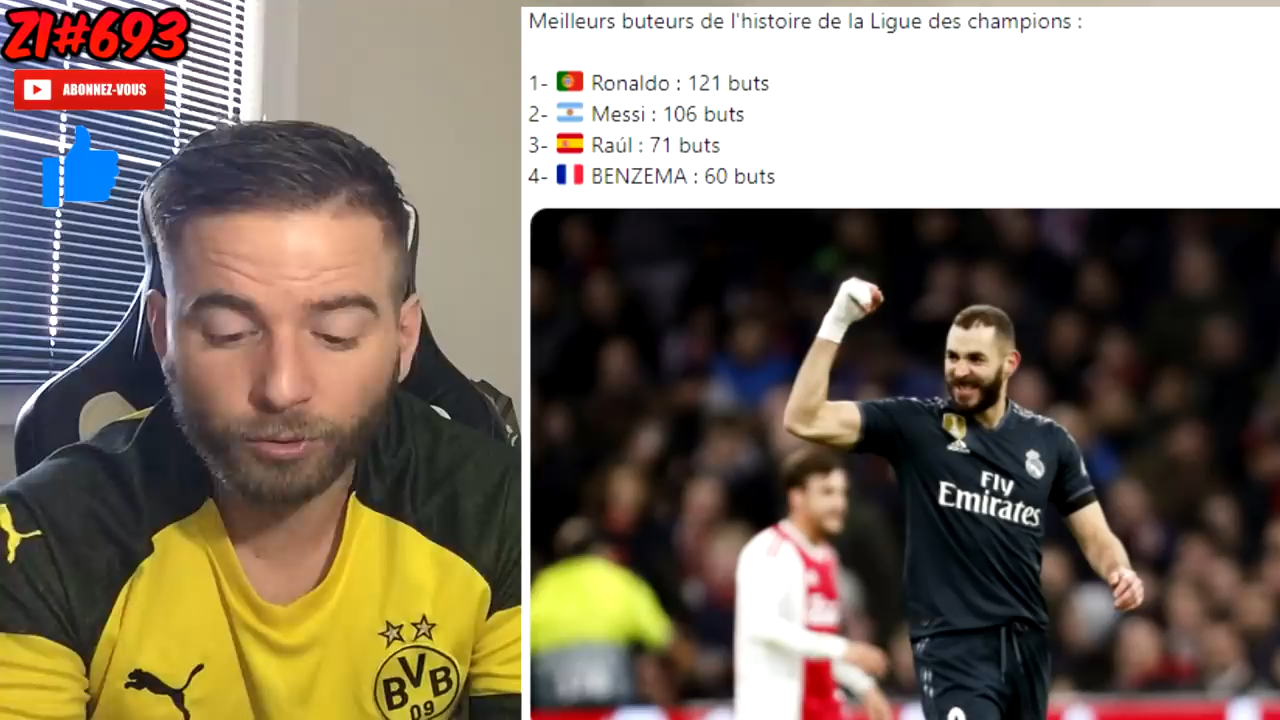 ZI#693
ABONNEZ-VOUS
Meilleurs buteurs de l'histoire de la Ligue des champions :
1- Ronaldo : 121 buts
2- Messi : 106 buts
3- Raúl : 71 buts
4- BENZEMA : 60 buts
Fly
Emirates
BVB
09